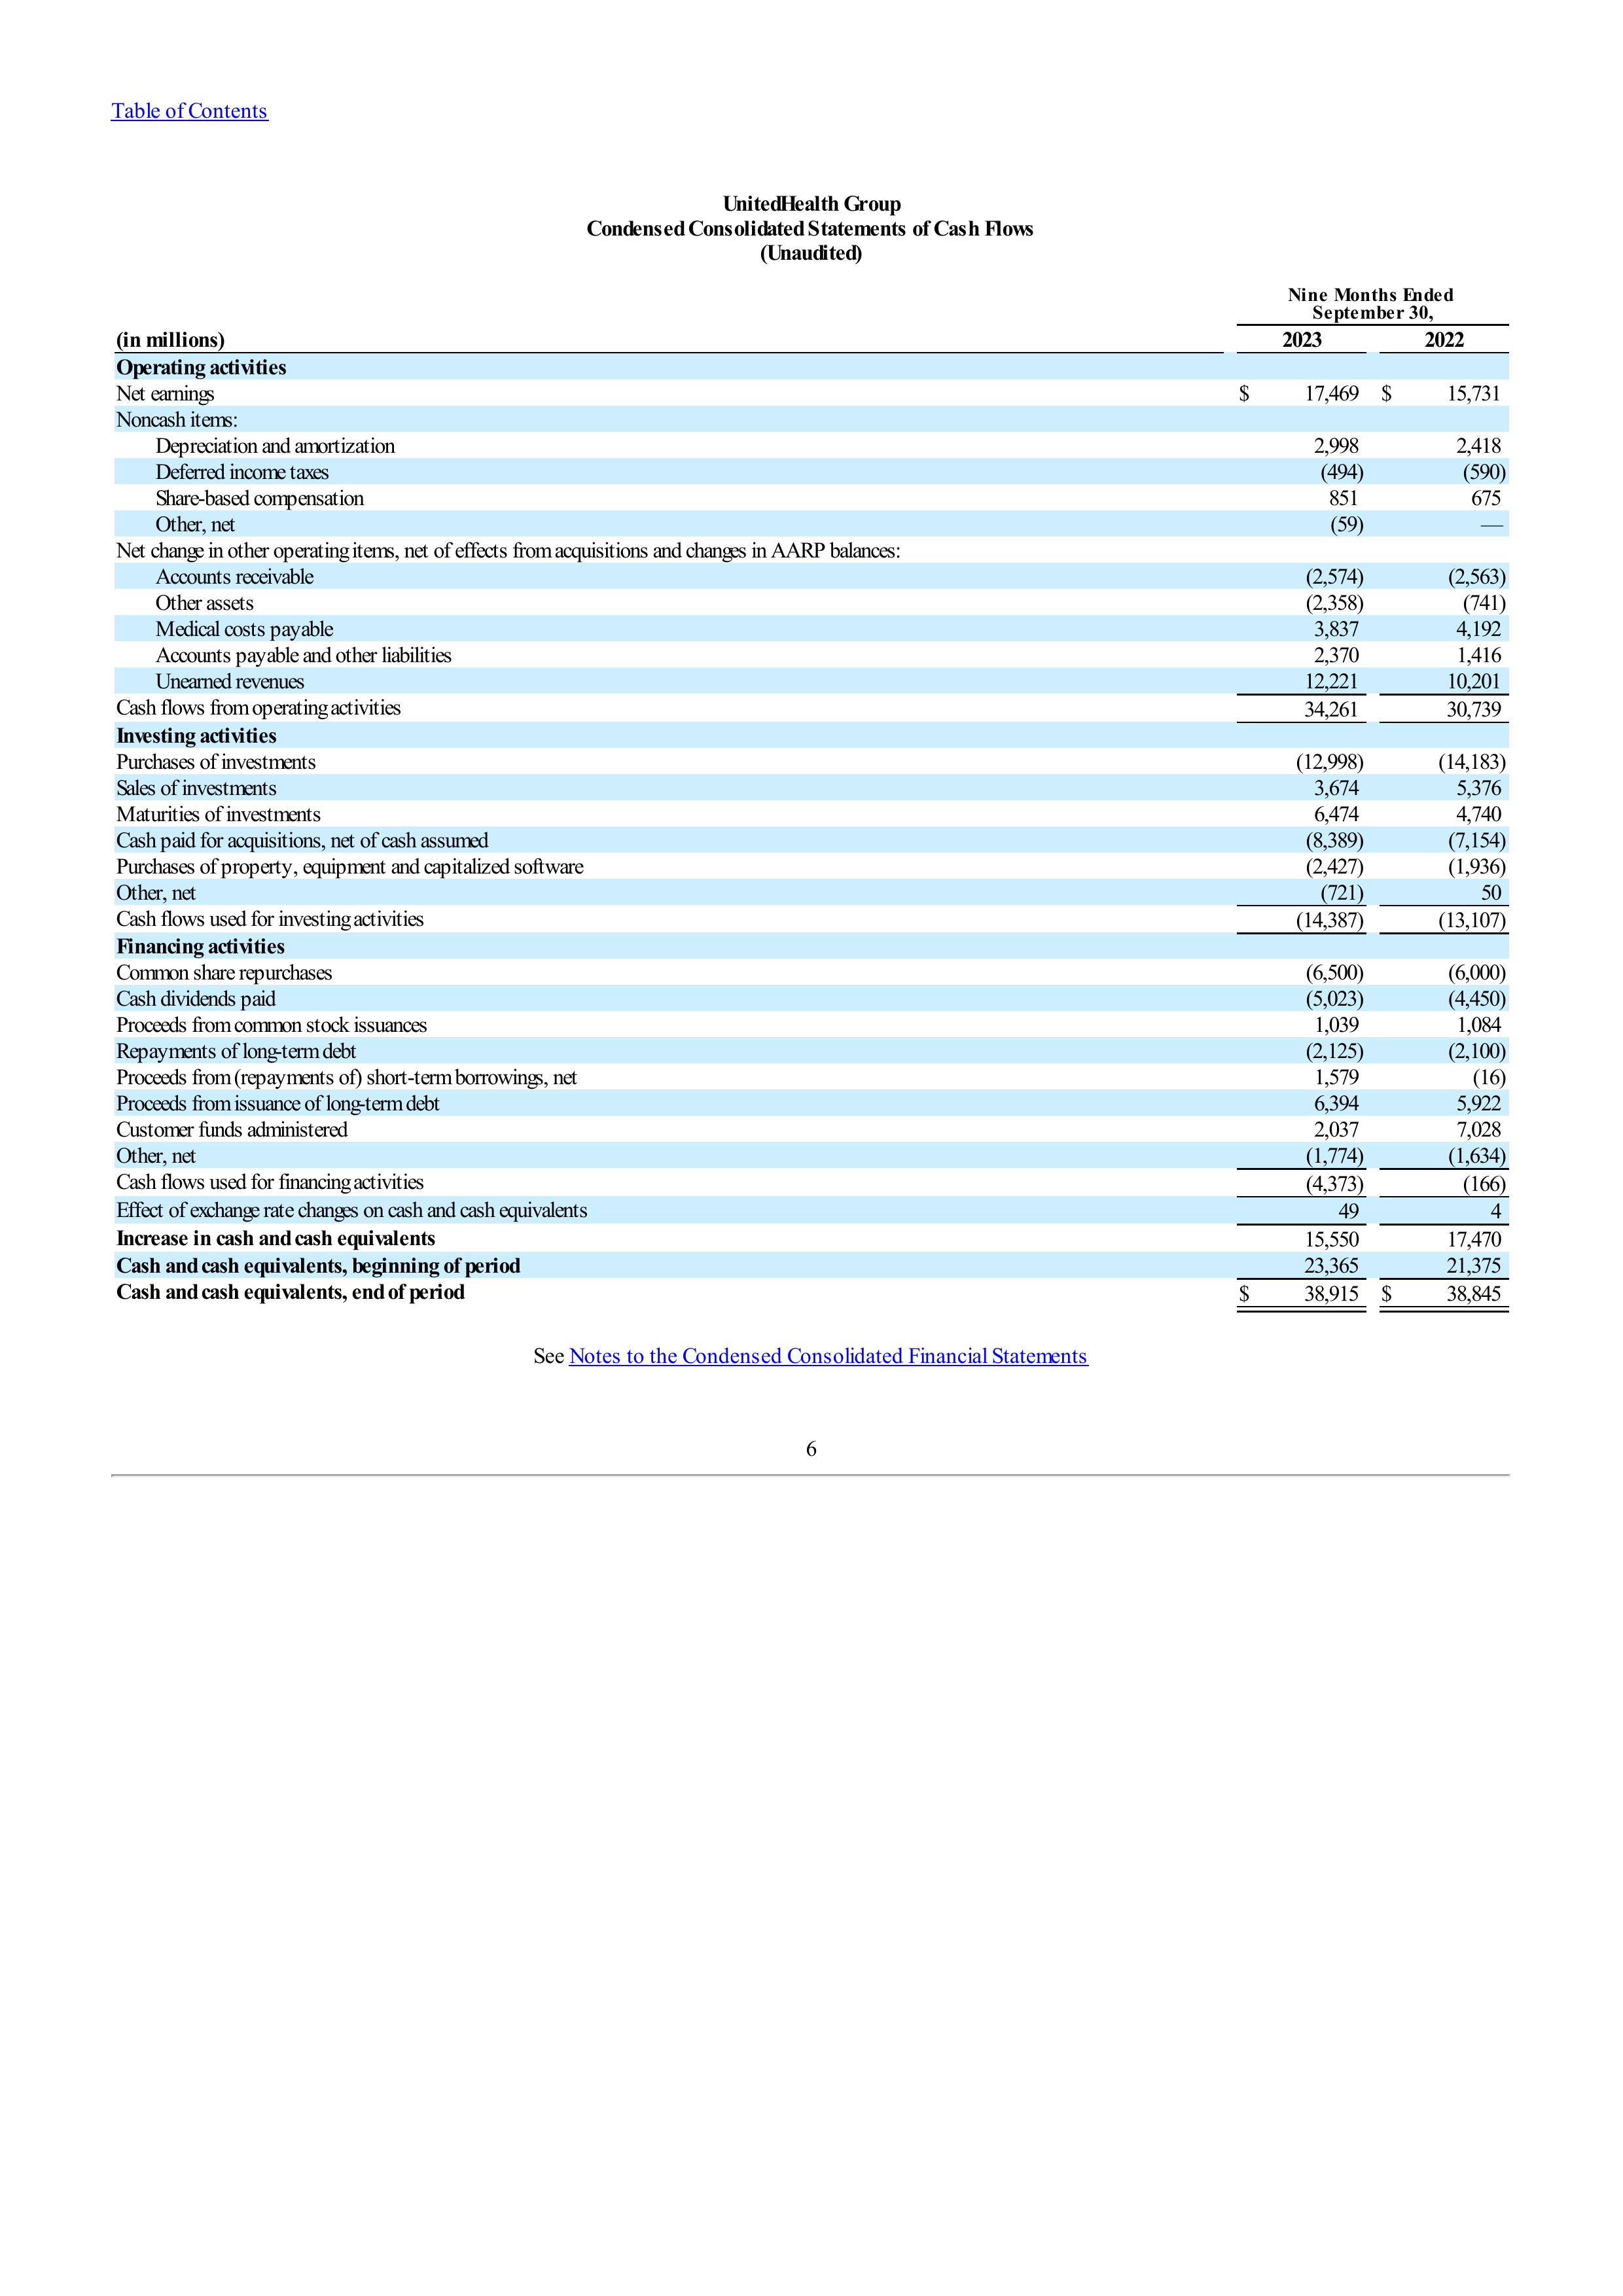 Table of Contents
UnitedHealth Group
Condensed Consolidated Statements of Cash Flows
(Unaudited)
Nine Months Ended
September 30,
(in millions) 2023 2022
Operating activities
Net earnings $ 17,469 $ 15,731
Noncash items:
Depreciation and amortization 2,998 2,418
Deferred income taxes (494) (590)
Share-based compensation 851 675
Other, net (59) —
Net change in other operating items, net of effects from acquisitions and changes in AARP balances:
Accounts receivable (2,574) (2,563)
Other assets (2,358) (741)
Medical costs payable 3,837 4,192
Accounts payable and other liabilities 2,370 1,416
Unearned revenues 12,221 10,201
Cash flows from operating activities 34,261 30,739
Investing activities
Purchases of investments (12,998) (14,183)
Sales of investments 3,674 5,376
Maturities of investments 6,474 4,740
Cash paid for acquisitions, net of cash assumed (8,389) (7,154)
Purchases of property, equipment and capitalized software (2,427) (1,936)
Other, net (721) 50
Cash flows used for investing activities (14,387) (13,107)
Financing activities
Common share repurchases (6,500) (6,000)
Cash dividends paid (5,023) (4,450)
Proceeds from common stock issuances 1,039 1,084
Repayments of long-term debt (2,125) (2,100)
Proceeds from (repayments of) short-term borrowings, net 1,579 (16)
Proceeds from issuance of long-term debt 6,394 5,922
Customer funds administered 2,037 7,028
Other, net (1,774) (1,634)
Cash flows used for financing activities (4,373) (166)
Effect of exchange rate changes on cash and cash equivalents 49 4
Increase in cash and cash equivalents 15,550 17,470
Cash and cash equivalents, beginning of period 23,365 21,375
Cash and cash equivalents, end of period $ 38,915 $ 38,845
See Notes to the Condensed Consolidated Financial Statements
6